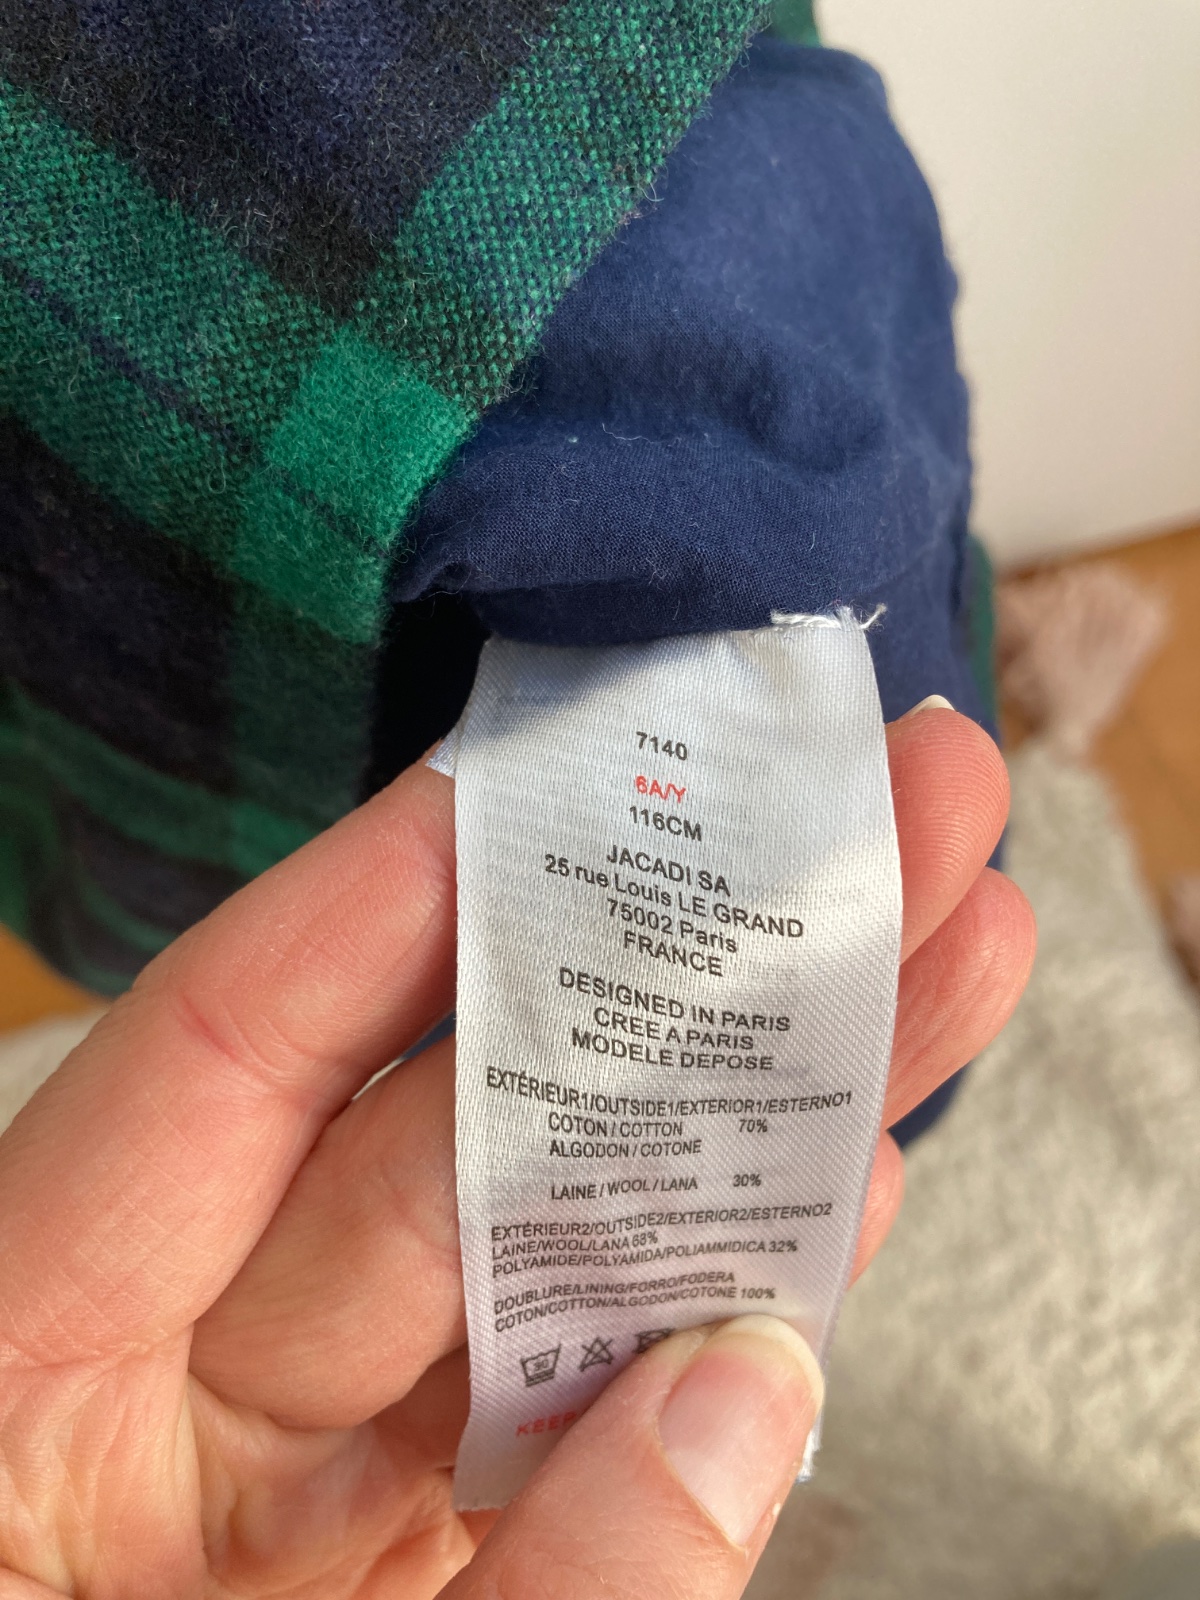 7140
6A/Y
116CM
JACADI SA
25 rue Louis LE GRAND
75002 Paris
FRANCE
DESIGNED IN PARIS
CREE A PARIS
MODELE DEPOSE
EXTÉRIEUR1/OUTSIDE1/EXTERIOR1/ESTERNO1
COTON / COTTON 70%
ALGODON / COTONE
LAINE / WOOL / LANA 30%
EXTÉRIEUR2/OUTSIDE2/EXTERIOR2/ESTERNO2
LAINE/WOOL/LANA 68%
POLYAMIDE/POLYAMIDA/POLIAMMIDICA 32%
DOUBLURE/LINING/FORRO/FODERA
COTON/COTTON/ALGODON/COTONE 100%
30
KEEP